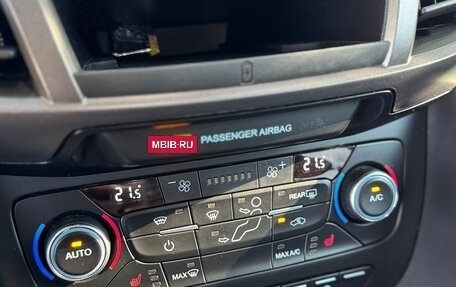 MBIB·RU
PASSENGER AIRBAG
21.5
21.5
REAR
AUTO
A/C
MAX
MAX A/C